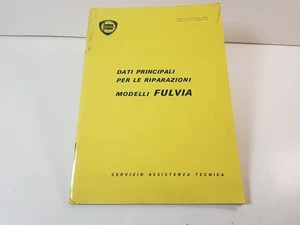 DATI PRINCIPALI
PER LE RIPARAZIONI
MODELLI FULVIA
SERVIZIO ASSISTENZA TECNICA